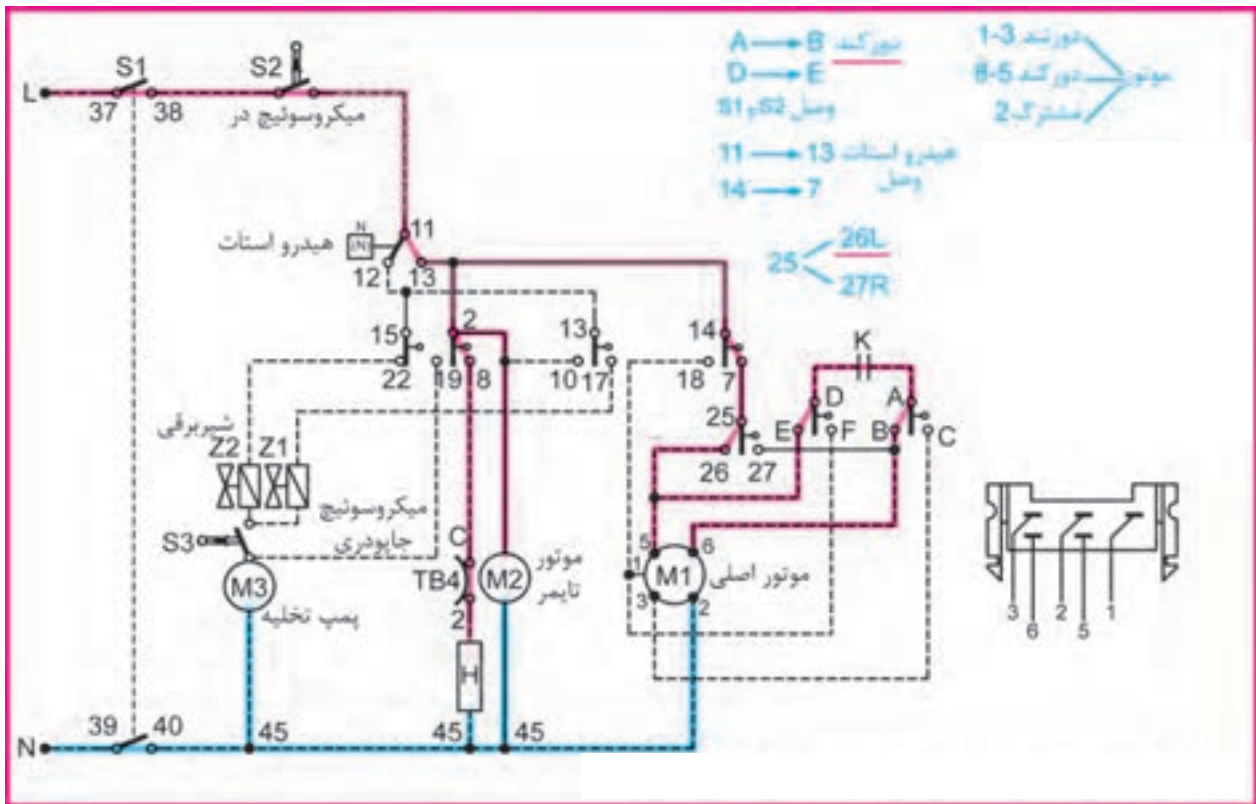 A → B دور کند
D → E
وصل S1 و S2
11 → 13 هیدرو استات وصل
14 → 7
25 26L 27R
موتور
1-3 دورتند
6-5 دورکند
مشترک 2
L
S1
37 38
S2
میکروسوئیچ در
N (N)
هیدرو استات
11
12 13
15
22
2
19 8
13
10 17
14
18 7
25
26 27
K
D A
E F B C
شیربرقی
Z2 Z1
میکروسوئیچ
جاپودری
S3
M3
پمپ تخلیه
C
TB4
2
H
M2
موتور
تایمر
5 6
1 M1
3 2
موتور اصلی
3 6 2 5 1
N
39 40
45 45 45